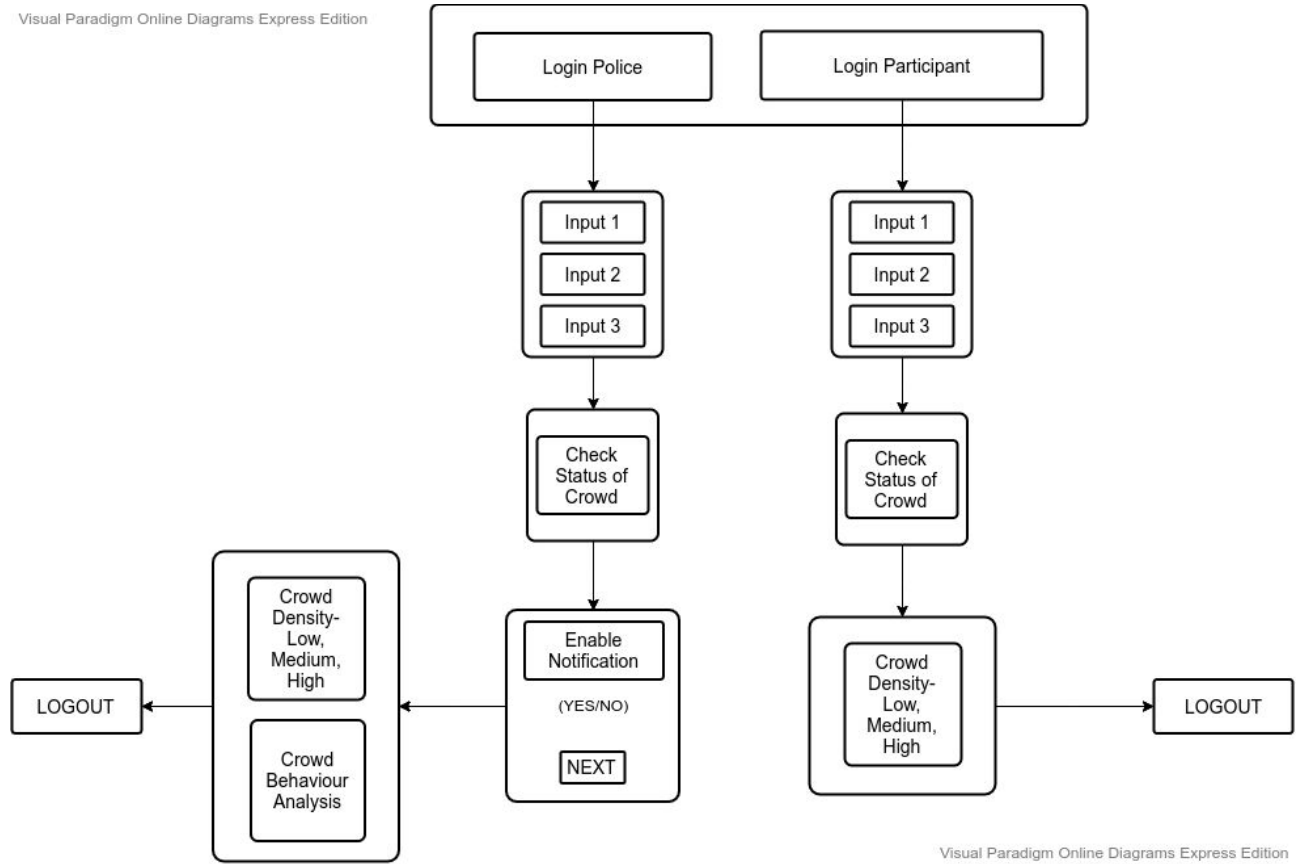 Visual Paradigm Online Diagrams Express Edition
Login Police
Login Participant
Input 1
Input 2
Input 3
Input 1
Input 2
Input 3
Check
Status of
Crowd
Check
Status of
Crowd
Enable
Notification
(YES/NO)
NEXT
Crowd
Density-
Low,
Medium,
High
Crowd
Behaviour
Analysis
LOGOUT
Crowd
Density-
Low,
Medium,
High
LOGOUT
Visual Paradigm Online Diagrams Express Edition